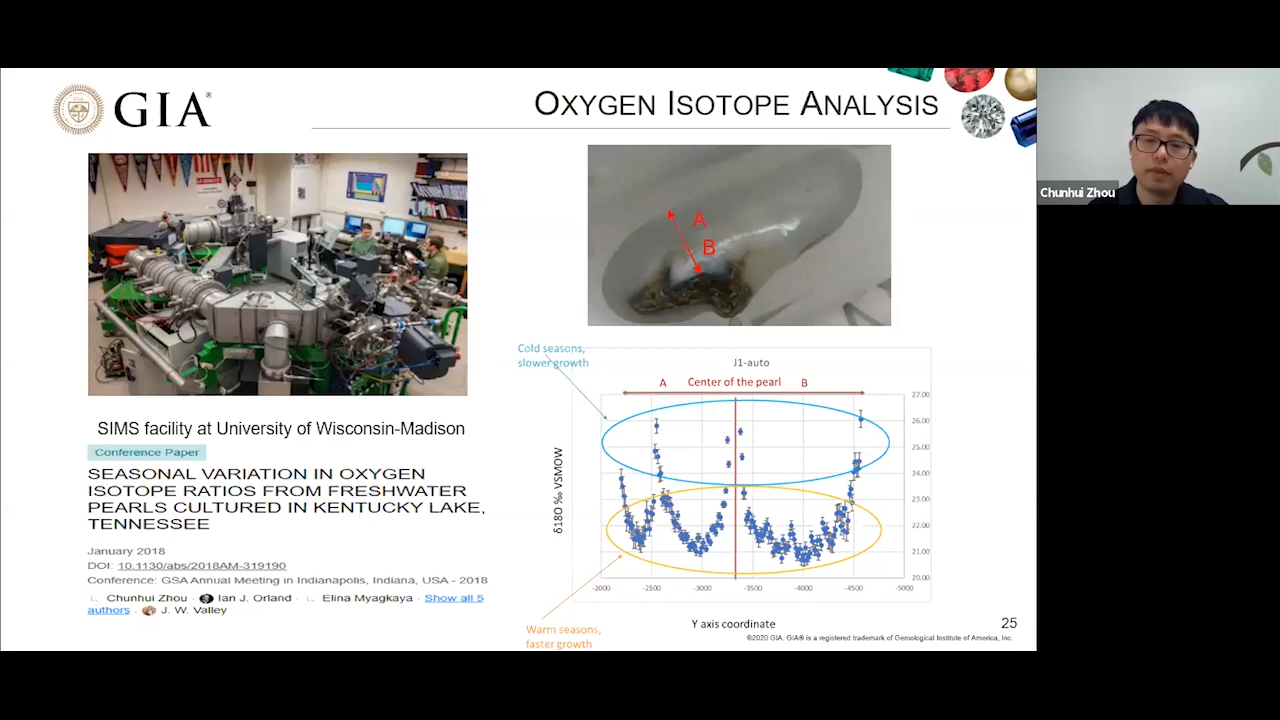 GIA®
OXYGEN ISOTOPE ANALYSIS
Chunhui Zhou
A
B
SIMS facility at University of Wisconsin-Madison
Conference Paper
SEASONAL VARIATION IN OXYGEN
ISOTOPE RATIOS FROM FRESHWATER
PEARLS CULTURED IN KENTUCKY LAKE,
TENNESSEE
January 2018
DOI: 10.1130/abs/2018AM-319190
Conference: GSA Annual Meeting in Indianapolis, Indiana, USA - 2018
Chunhui Zhou · Ian J. Orland · Elina Myagkaya · Show all 5
authors · J. W. Valley
Cold seasons,
slower growth
J1-auto
A Center of the pearl B
27.00
26.00
25.00
24.00
23.00
22.00
21.00
20.00
δ18O ‰ VSMOW
-2000 -2500 -3000 -3500 -4000 -4500 -5000
Y axis coordinate
Warm seasons,
faster growth
25
©2020 GIA. GIA® is a registered trademark of Gemological Institute of America, Inc.